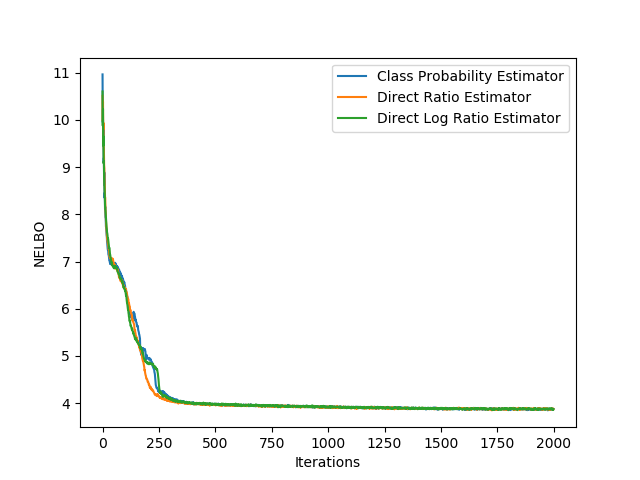 Class Probability Estimator
Direct Ratio Estimator
Direct Log Ratio Estimator
11
10
9
8
7
6
5
4
NELBO
0 250 500 750 1000 1250 1500 1750 2000
Iterations